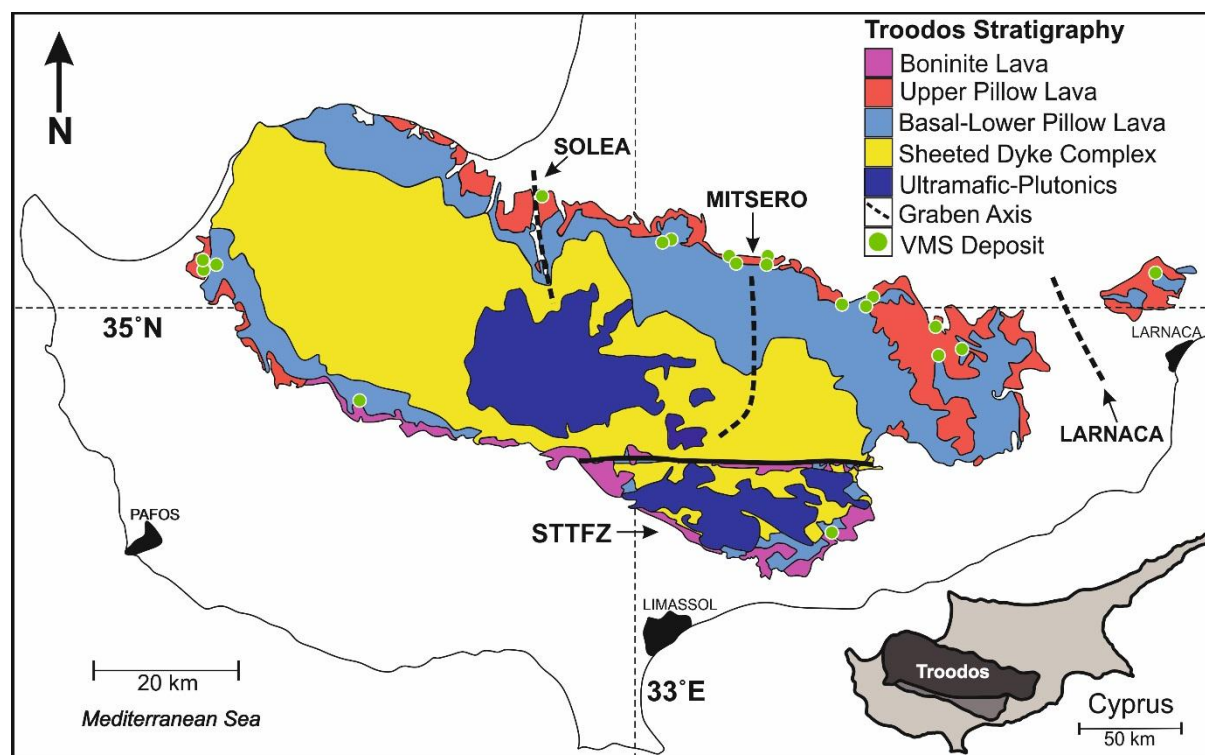 Troodos Stratigraphy
Boninite Lava
Upper Pillow Lava
Basal-Lower Pillow Lava
Sheeted Dyke Complex
Ultramafic-Plutonics
Graben Axis
VMS Deposit
N
SOLEA
MITSERO
35°N
LARNACA
LARNACA
PAFOS
STTFZ
LIMASSOL
33°E
20 km
Mediterranean Sea
Troodos
Cyprus
50 km